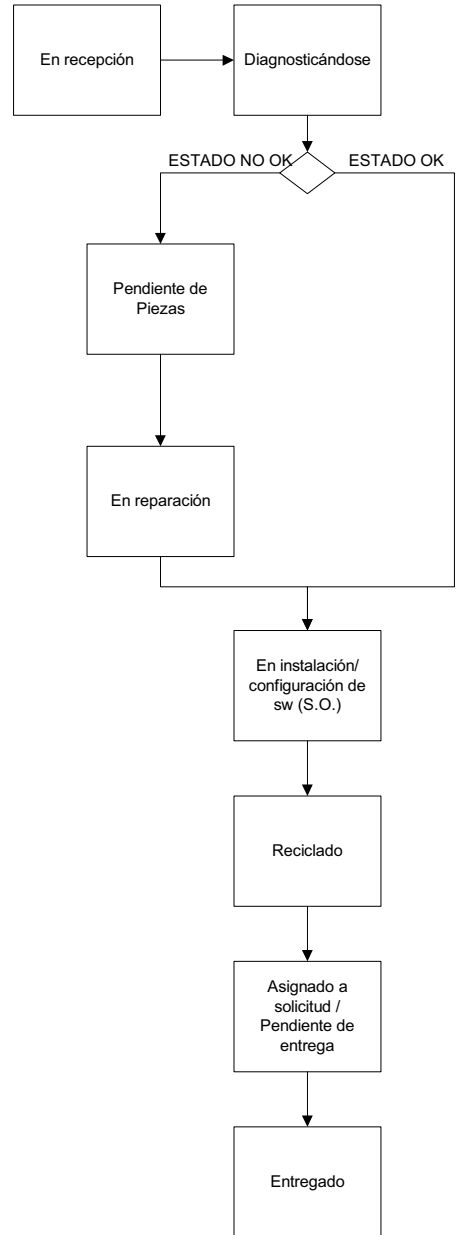 En recepción
Diagnosticándose
ESTADO NO OK
ESTADO OK
Pendiente de
Piezas
En reparación
En instalación/
configuración de
sw (S.O.)
Reciclado
Asignado a
solicitud /
Pendiente de
entrega
Entregado